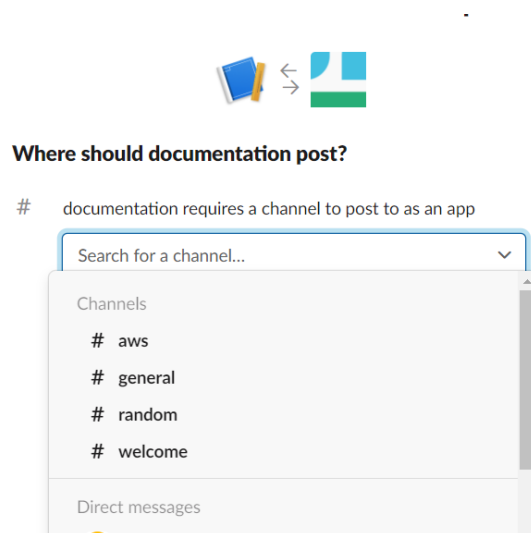 Where should documentation post?
# documentation requires a channel to post to as an app
Search for a channel...
Channels
# aws
# general
# random
# welcome
Direct messages